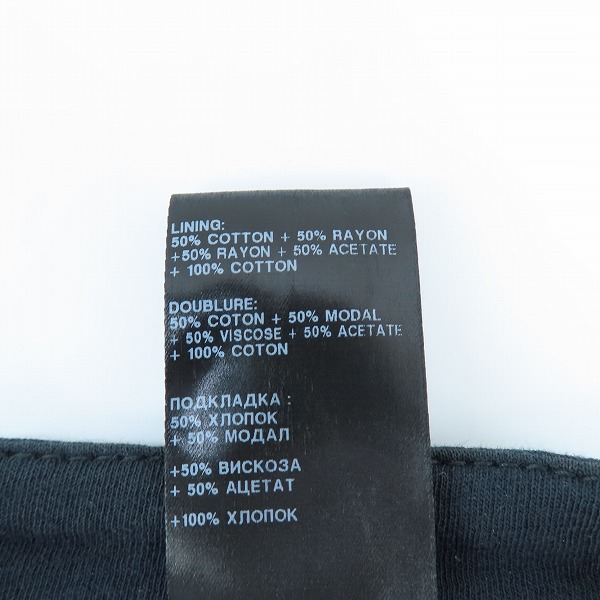 LINING:
50% COTTON + 50% RAYON
+50% RAYON + 50% ACETATE
+ 100% COTTON
DOUBLURE:
50% COTON + 50% MODAL
+ 50% VISCOSE + 50% ACETATE
+ 100% COTON
ПОДКЛАДКА :
50% ХЛОПОК
+ 50% МОДАЛ
+50% ВИСКОЗА
+ 50% АЦЕТАТ
+100% ХЛОПОК